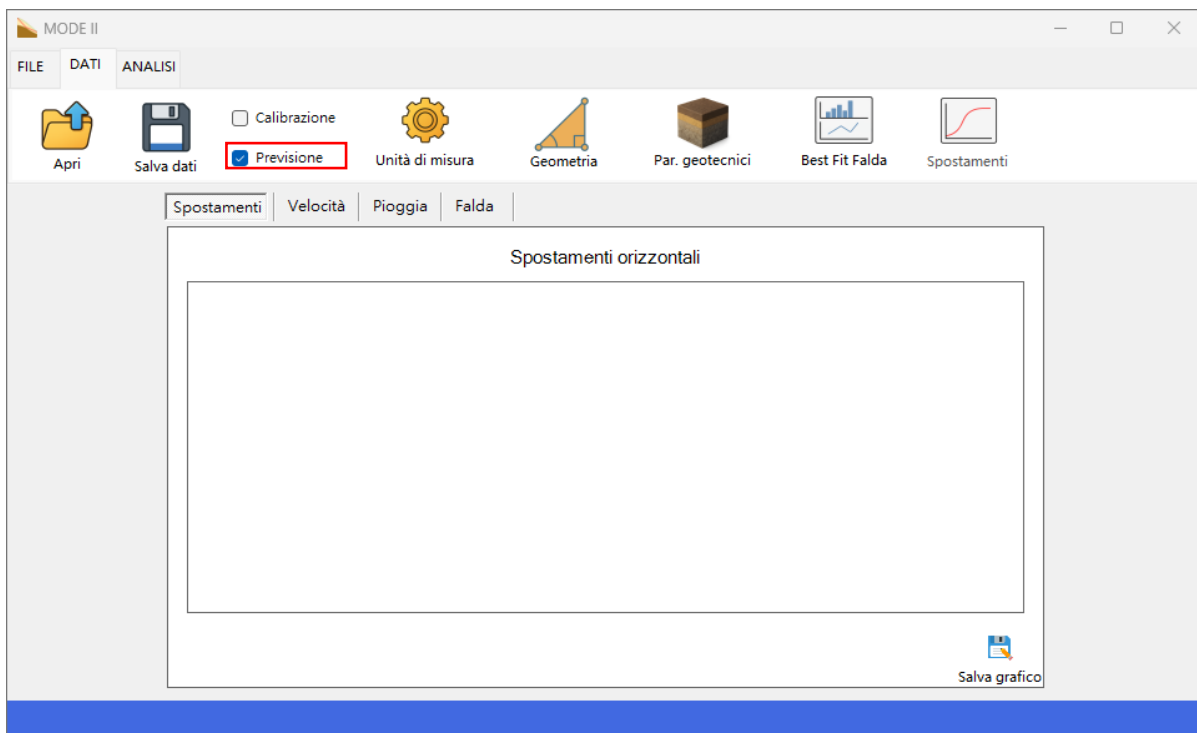 MODE II
FILE DATI ANALISI
Calibrazione
Previsione
Apri Salva dati Unità di misura Geometria Par. geotecnici Best Fit Falda Spostamenti
Spostamenti Velocità Pioggia Falda
Spostamenti orizzontali
Salva grafico